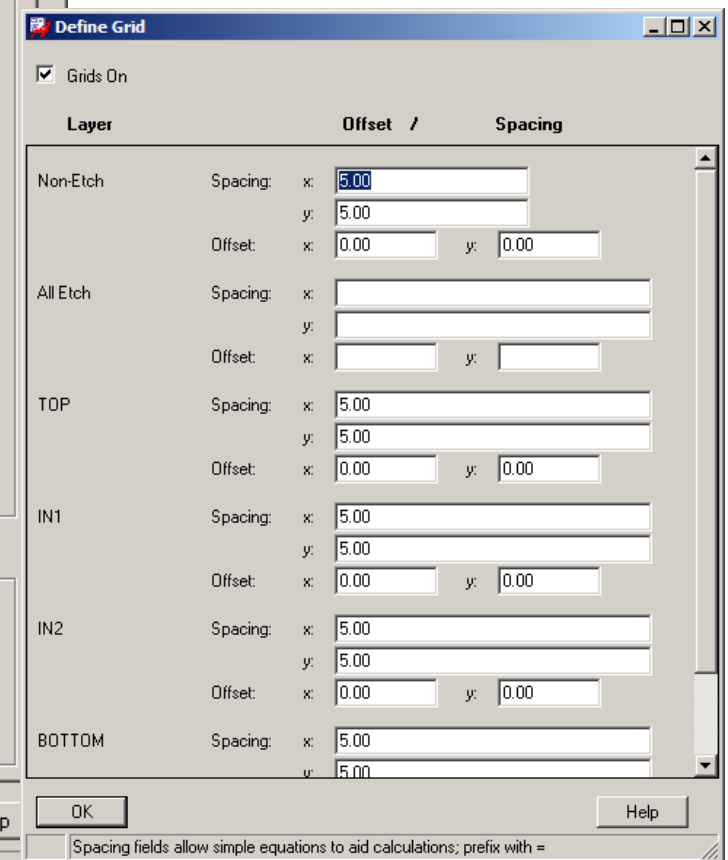 Define Grid
Grids On
Layer Offset / Spacing
Non-Etch Spacing: x: 5.00
y: 5.00
Offset: x: 0.00 y: 0.00
All Etch Spacing: x:
y:
Offset: x: y:
TOP Spacing: x: 5.00
y: 5.00
Offset: x: 0.00 y: 0.00
IN1 Spacing: x: 5.00
y: 5.00
Offset: x: 0.00 y: 0.00
IN2 Spacing: x: 5.00
y: 5.00
Offset: x: 0.00 y: 0.00
BOTTOM Spacing: x: 5.00
y: 5.00
p OK Help
Spacing fields allow simple equations to aid calculations; prefix with =